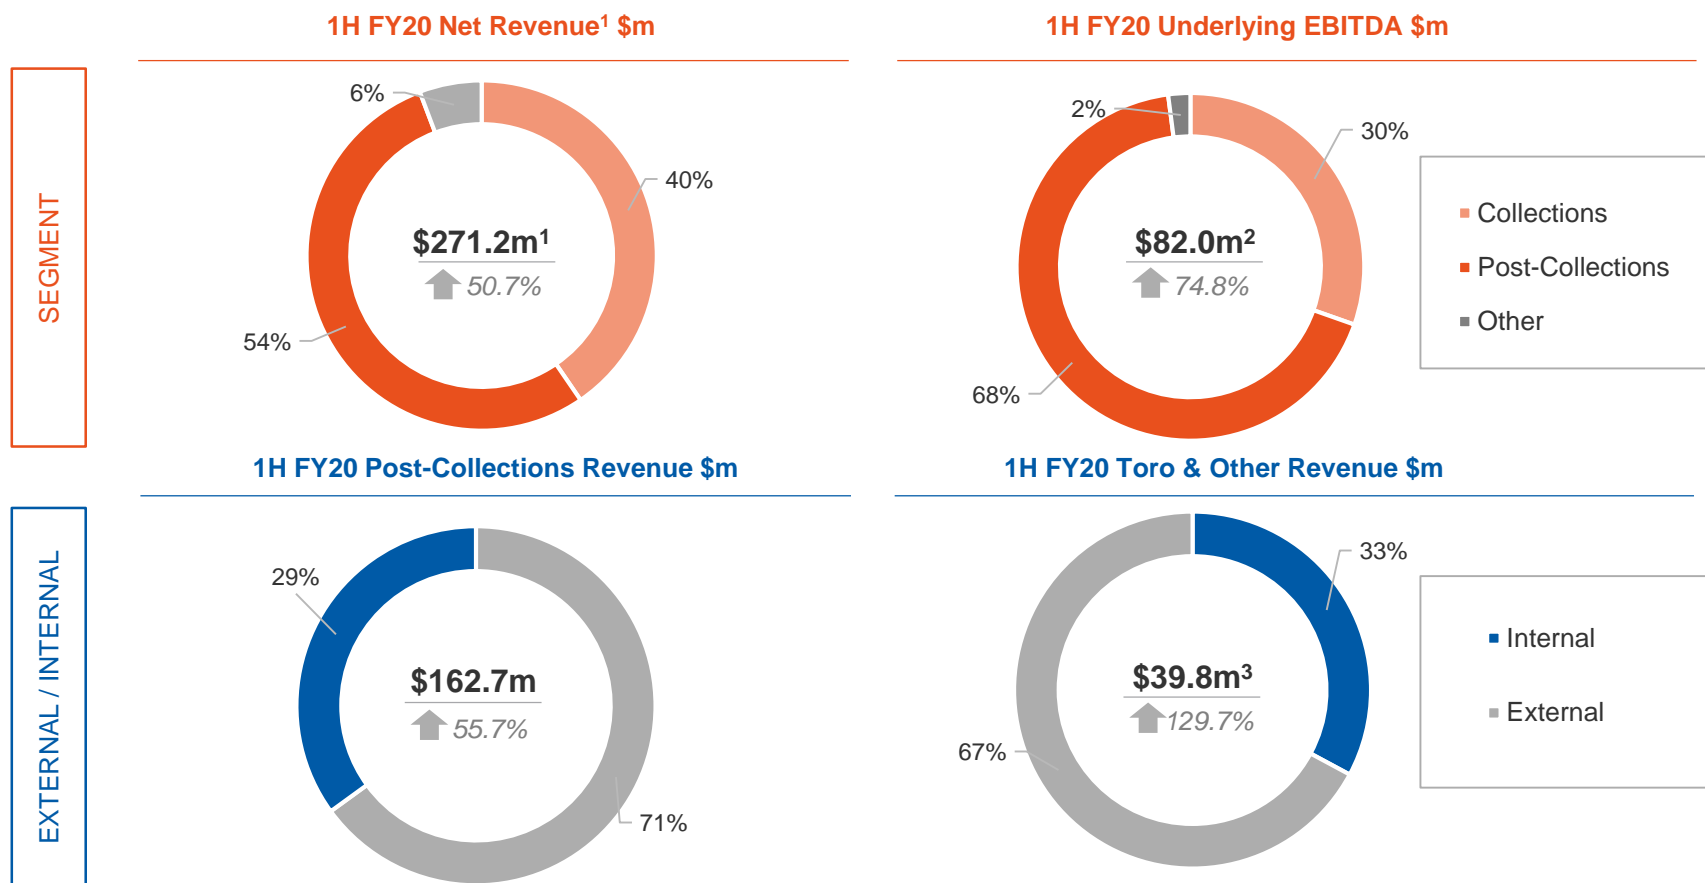 1H FY20 Net Revenue¹ $m
1H FY20 Underlying EBITDA $m
SEGMENT
6%
40%
54%
$271.2m¹
50.7%
2%
30%
68%
$82.0m²
74.8%
Collections
Post-Collections
Other
1H FY20 Post-Collections Revenue $m
1H FY20 Toro & Other Revenue $m
EXTERNAL / INTERNAL
29%
71%
$162.7m
55.7%
33%
67%
$39.8m³
129.7%
Internal
External